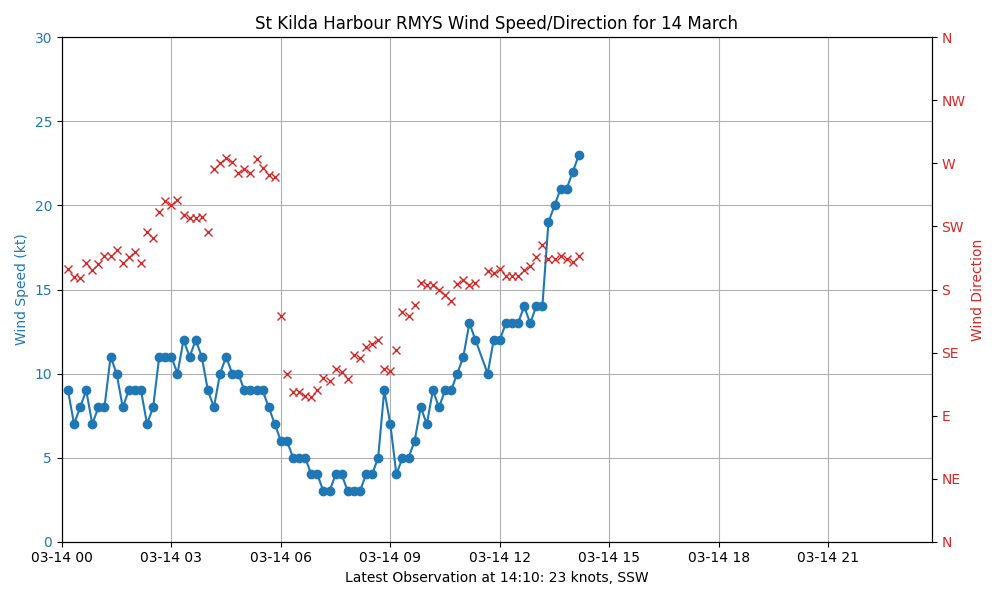 St Kilda Harbour RMYS Wind Speed/Direction for 14 March
Wind Speed (kt)
30
25
20
15
10
5
0
N
NW
W
SW
S
SE
E
NE
N
Wind Direction
03-14 00 03-14 03 03-14 06 03-14 09 03-14 12 03-14 15 03-14 18 03-14 21
Latest Observation at 14:10: 23 knots, SSW